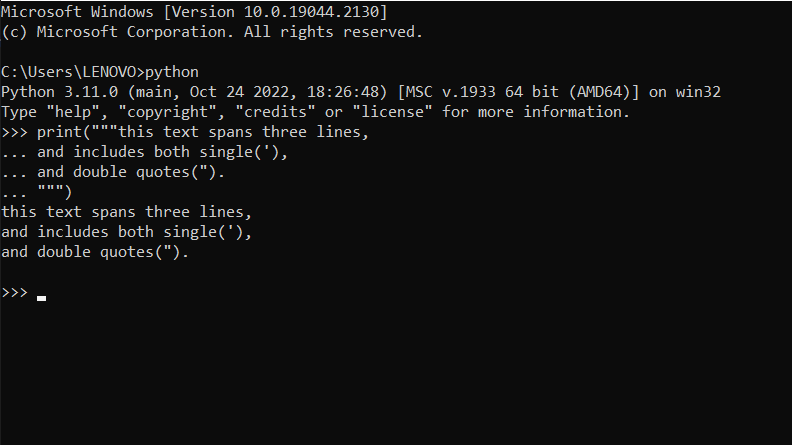 Microsoft Windows [Version 10.0.19044.2130]
(c) Microsoft Corporation. All rights reserved.
C:\Users\LENOVO>python
Python 3.11.0 (main, Oct 24 2022, 18:26:48) [MSC v.1933 64 bit (AMD64)] on win32
Type "help", "copyright", "credits" or "license" for more information.
>>> print("""this text spans three lines,
... and includes both single('),
... and double quotes(").
... """)
this text spans three lines,
and includes both single('),
and double quotes(").
>>>